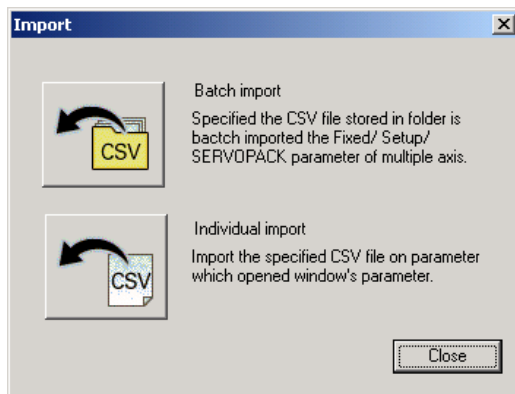 Import
Batch import
Specified the CSV file stored in folder is
bactch imported the Fixed/ Setup/
SERVOPACK parameter of multiple axis.
CSV
Individual import
Import the specified CSV file on parameter
which opened window's parameter.
CSV
Close